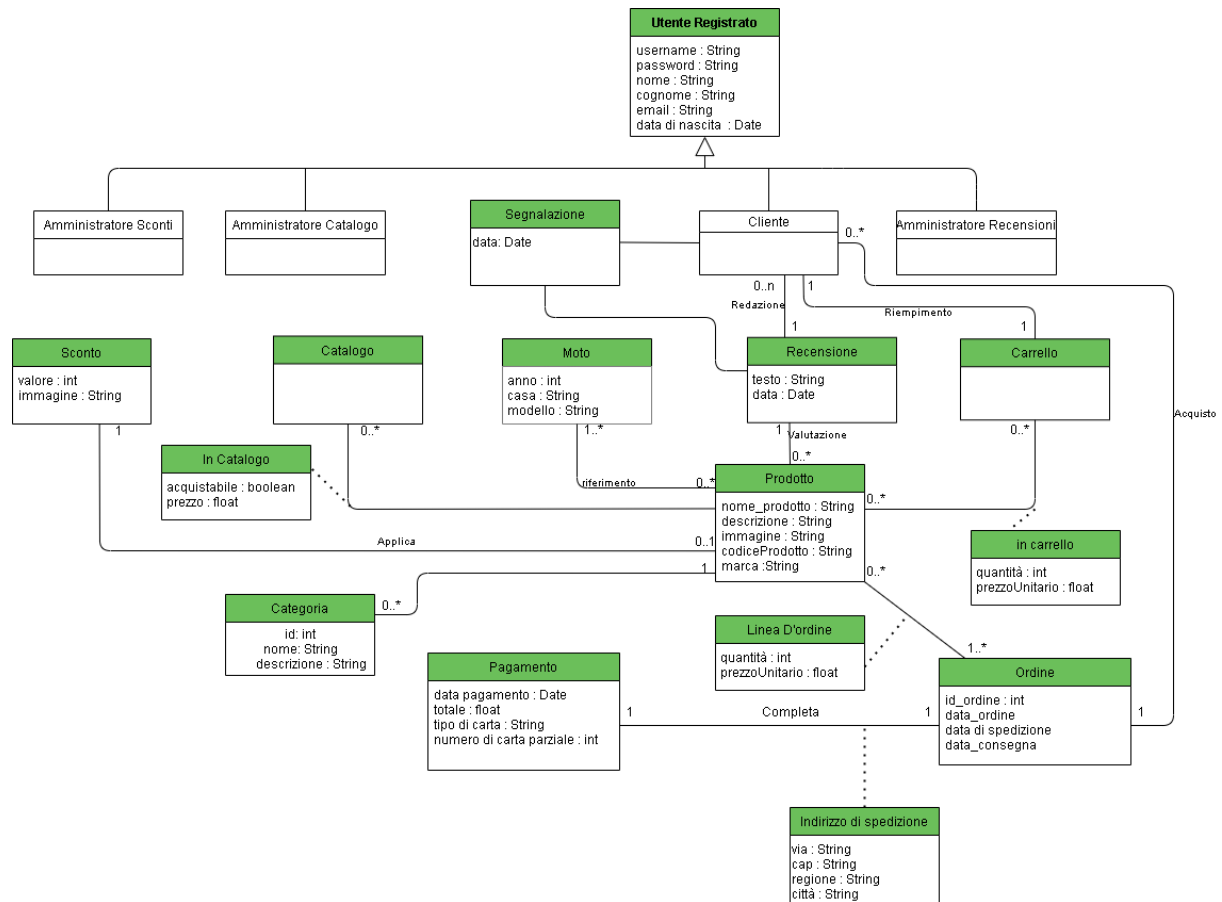 Utente Registrato
username : String
password : String
nome : String
cognome : String
email : String
data di nascita : Date
Amministratore Sconti
Amministratore Catalogo
Segnalazione
data: Date
Cliente
0..*
Amministratore Recensioni
0..n
1
Redazione
Riempimento
1
1
Sconto
valore : int
immagine : String
1
Catalogo
0..*
Moto
anno : int
casa : String
modello : String
1..*
Recensione
testo : String
data : Date
1
Valutazione
0..*
Carrello
0..*
Acquisto
In Catalogo
acquistabile : boolean
prezzo : float
riferimento
0..*
Prodotto
nome_prodotto : String
descrizione : String
immagine : String
codiceProdotto : String
marca :String
0..*
0..*
Applica
0..1
1
in carrello
quantità : int
prezzoUnitario : float
Categoria
id: int
nome: String
descrizione : String
0..*
Linea D'ordine
quantità : int
prezzoUnitario : float
1..*
Pagamento
data pagamento : Date
totale : float
tipo di carta : String
numero di carta parziale : int
1
Completa
1
Ordine
id_ordine : int
data_ordine
data di spedizione
data_consegna
1
Indirizzo di spedizione
via : String
cap : String
regione : String
città : String